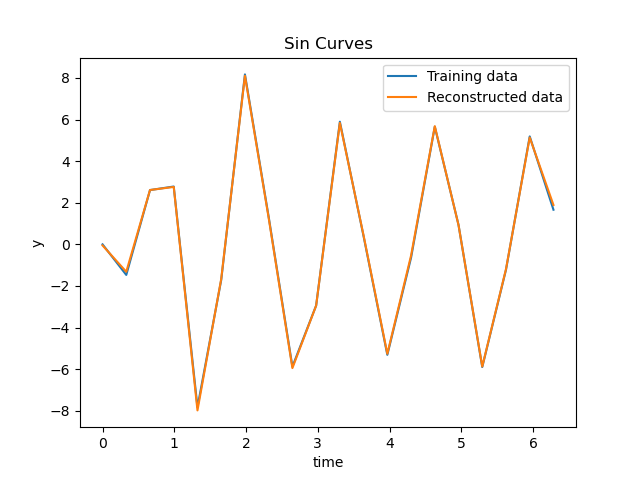 Sin Curves
Training data
Reconstructed data
8
6
4
2
0
−2
−4
−6
−8
y
0 1 2 3 4 5 6
time